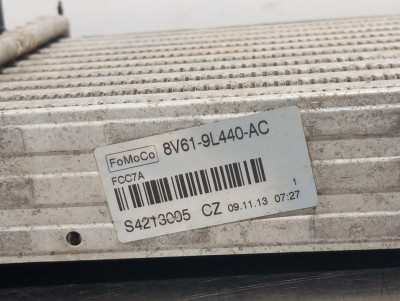 FoMoCo 8V61-9L440-AC
FCC7A
1
S4213005 CZ 09.11.13 07:27